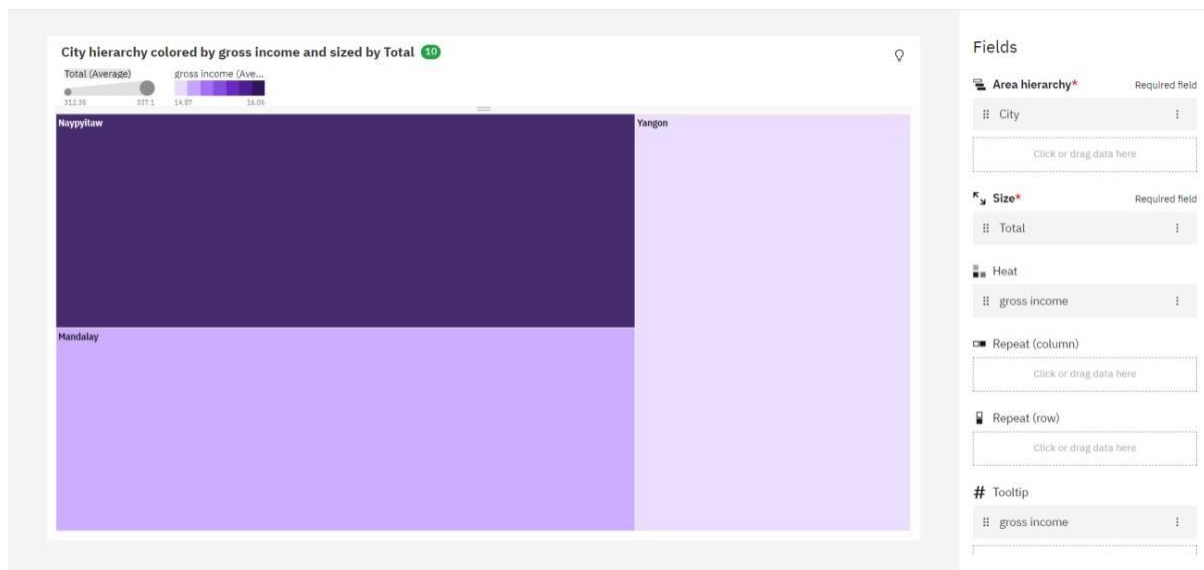 City hierarchy colored by gross income and sized by Total 10
Total (Average)
312.35 337.1
gross income (Ave...
14.87 16.05
Naypyitaw
Yangon
Mandalay
Fields
Area hierarchy* Required field
City
Click or drag data here
Size* Required field
Total
Heat
gross income
Repeat (column)
Click or drag data here
Repeat (row)
Click or drag data here
# Tooltip
gross income